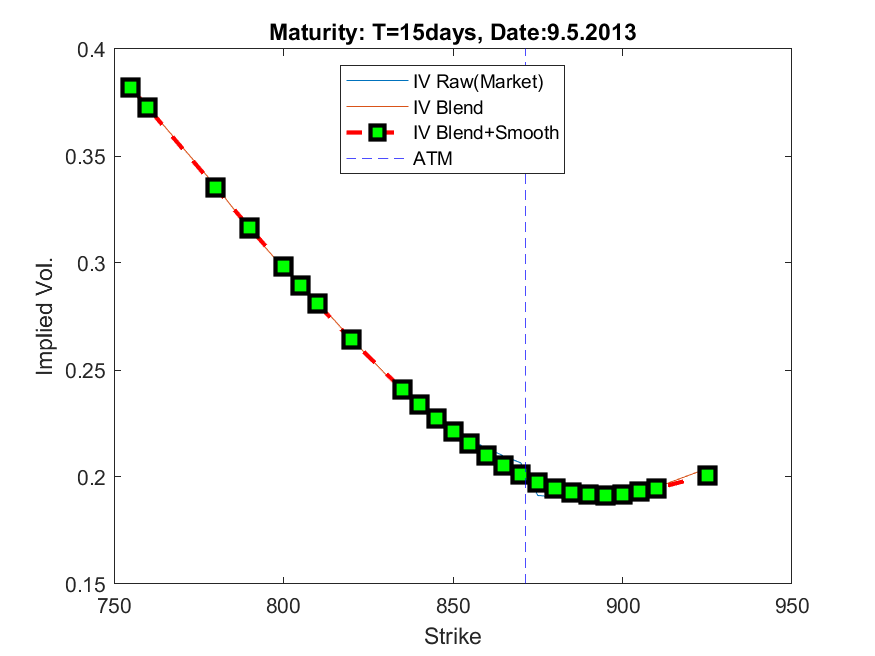 Maturity: T=15days, Date:9.5.2013
0.4
0.35
0.3
0.25
0.2
0.15
Implied Vol.
IV Raw(Market)
IV Blend
IV Blend+Smooth
ATM
750
800
850
900
950
Strike